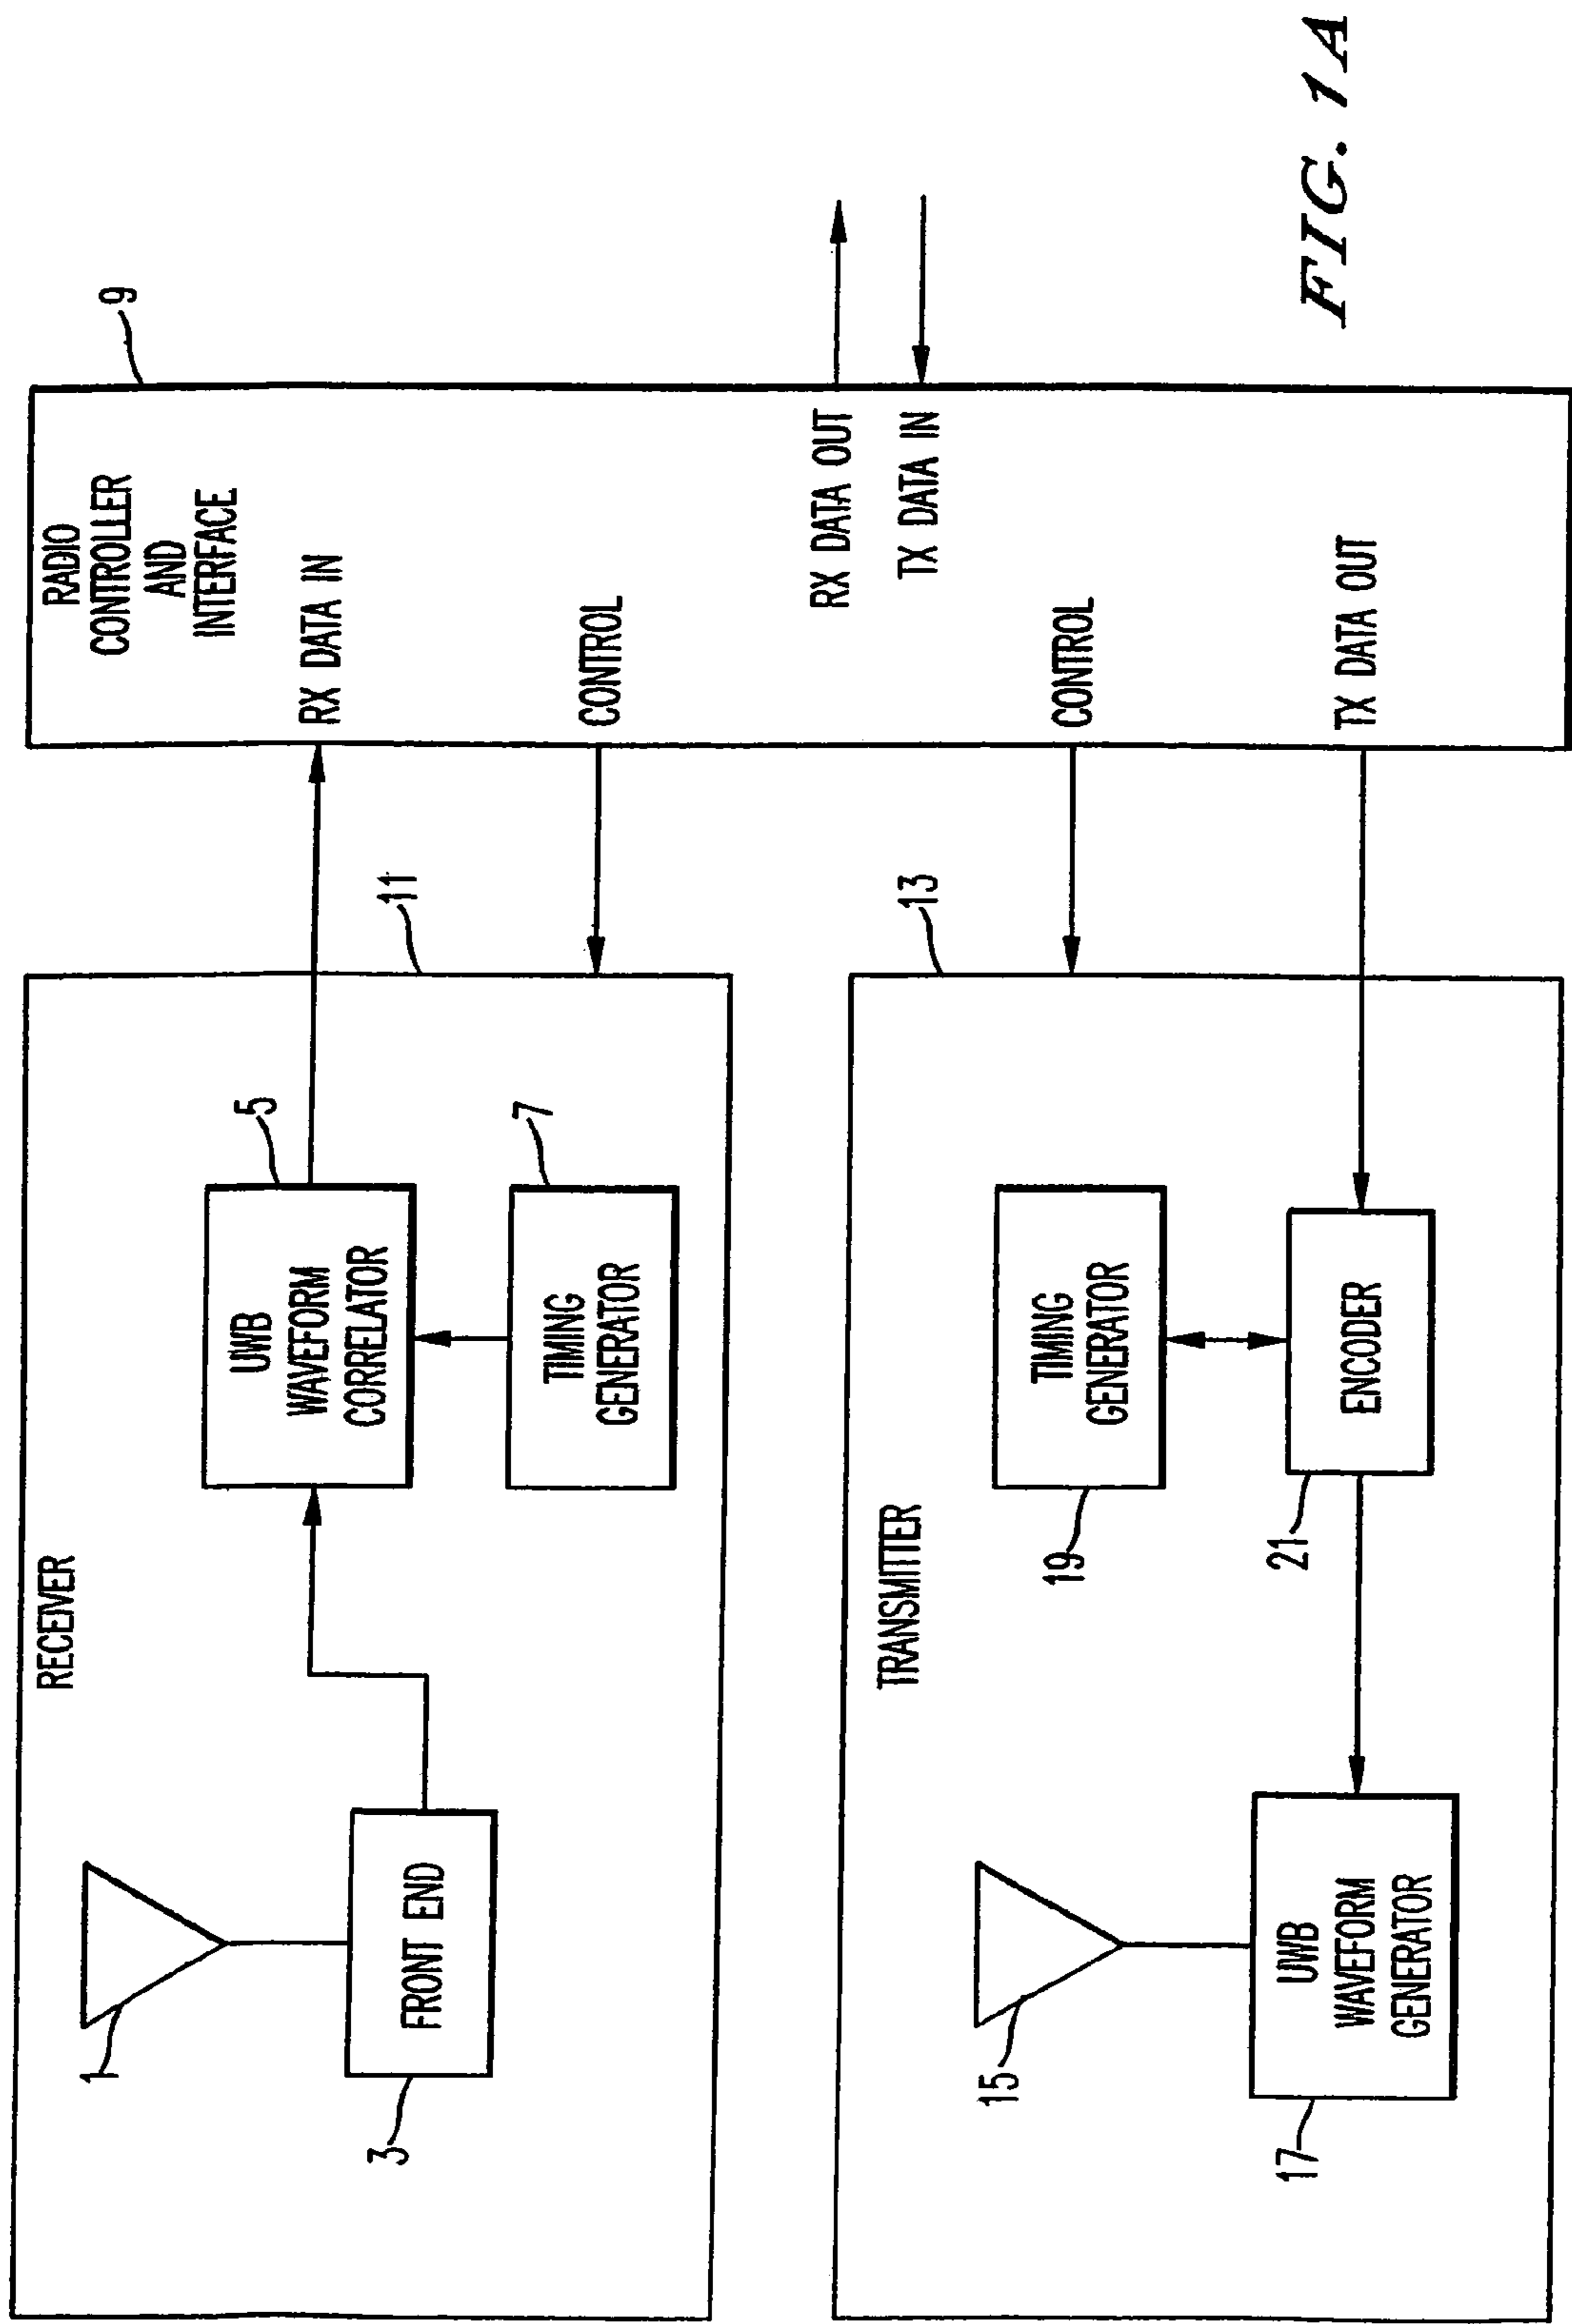 RECEIVER
1
3
FRONT END
5
UWB
WAVEFORM
CORRELATOR
7
TIMING
GENERATOR
11
RADIO
CONTROLLER
AND
INTERFACE
9
RX DATA IN
CONTROL
RX DATA OUT
TX DATA IN
CONTROL
TX DATA OUT
TRANSMITTER
13
15
17
UWB
WAVEFORM
GENERATOR
19
TIMING
GENERATOR
21
ENCODER
FIG. 1A